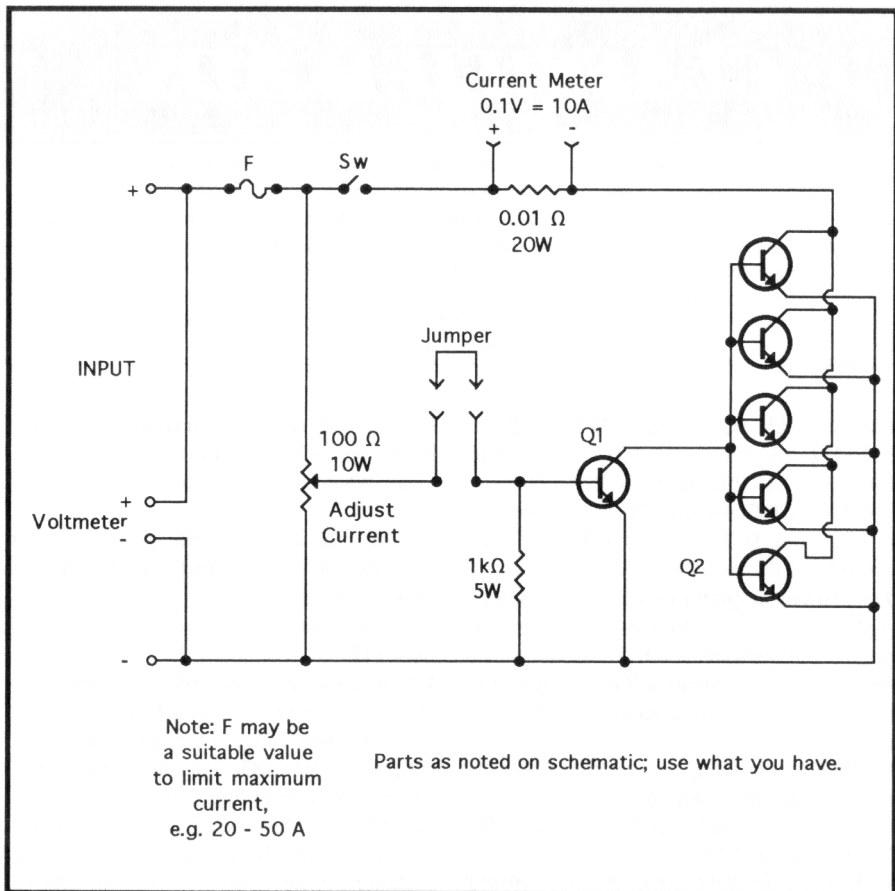 Current Meter
0.1V = 10A
+ -
F
Sw
+
0.01 Ω
20W
Jumper
INPUT
100 Ω
10W
Q1
Adjust
Current
+
Voltmeter
-
1kΩ
5W
Q2
-
Note: F may be
a suitable value
to limit maximum
current,
e.g. 20 - 50 A
Parts as noted on schematic; use what you have.